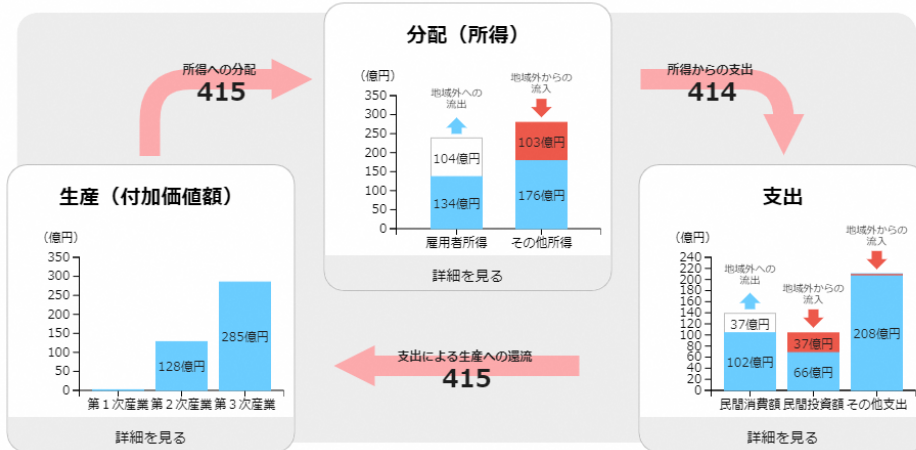 分配（所得）
（億円）
350
300
250
200
150
100
50
0
地域外への
流出
104億円
134億円
雇用者所得
地域外からの
流入
103億円
176億円
その他所得
詳細を見る
所得への分配
415
所得からの支出
414
生産（付加価値額）
（億円）
350
300
250
200
150
100
50
0
128億円
285億円
第１次産業
第２次産業
第３次産業
詳細を見る
支出による生産への還流
415
支出
（億円）
240
220
200
180
160
140
120
100
80
60
40
20
0
地域外への
流出
37億円
102億円
民間消費額
地域外からの
流入
37億円
66億円
民間投資額
地域外からの
流入
208億円
その他支出
詳細を見る